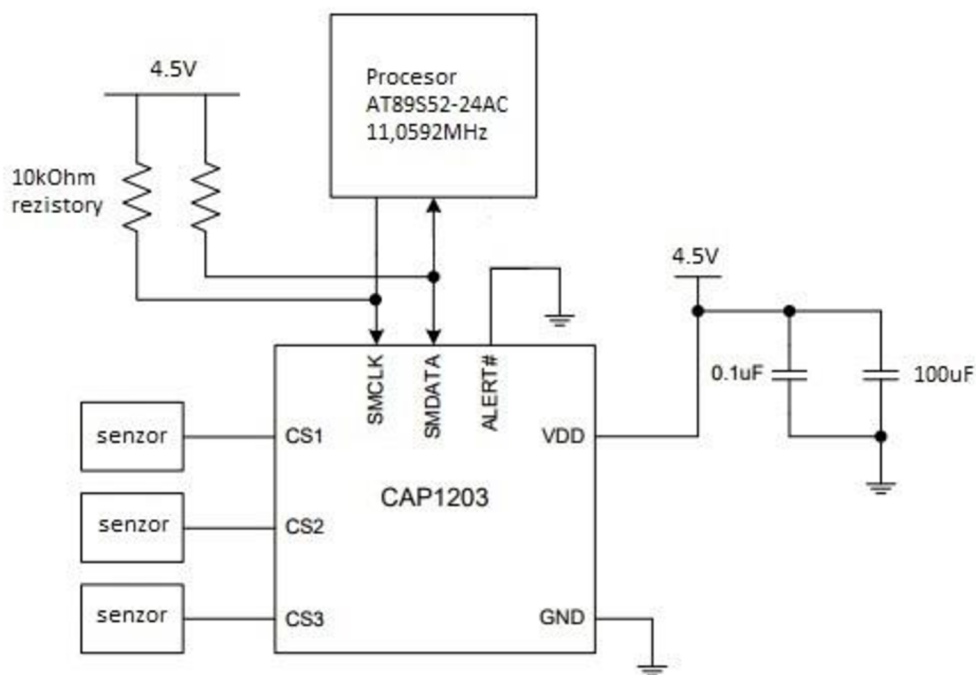 4.5V
Procesor
AT89S52-24AC
11,0592MHz
10kOhm
rezistory
4.5V
0.1uF
100uF
SMCLK
SMDATA
ALERT#
senzor
CS1
VDD
CAP1203
senzor
CS2
senzor
CS3
GND